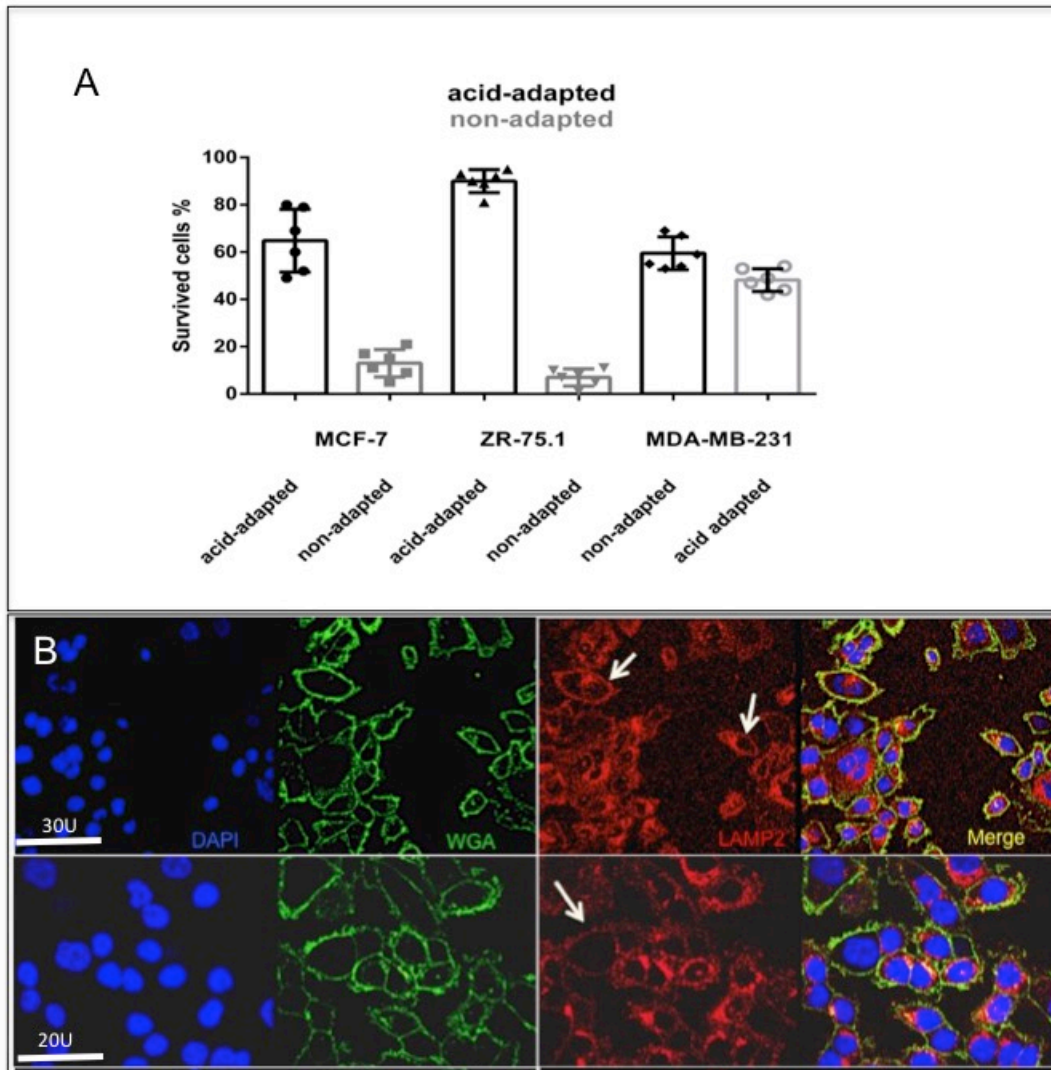 A
acid-adapted
non-adapted
Survived cells %
100
80
60
40
20
0
MCF-7 ZR-75.1 MDA-MB-231
acid-adapted non-adapted acid-adapted non-adapted non-adapted acid adapted
B
30U DAPI WGA LAMP2 Merge
20U